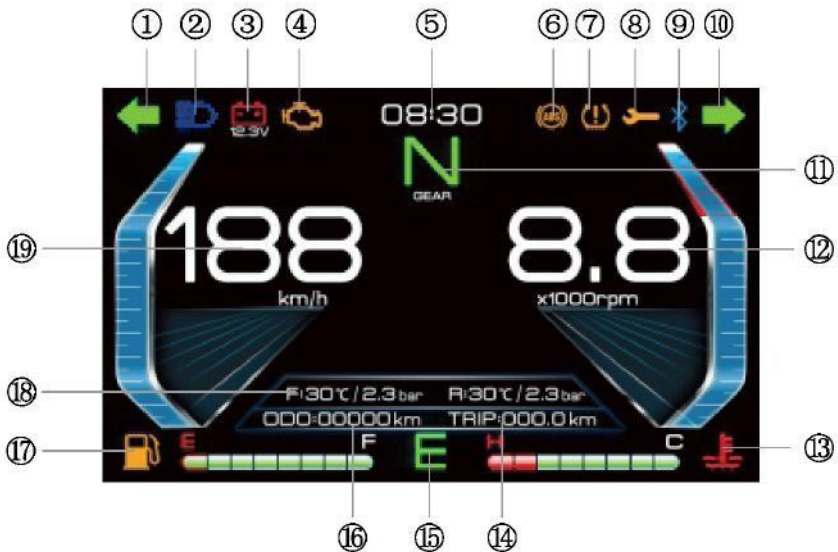 ① ② ③ ④ ⑤ ⑥ ⑦ ⑧ ⑨ ⑩
08:30
ABS
12.3V
N
GEAR
⑪
⑲
188
8.8
⑫
km/h
x1000rpm
⑱
F:30℃/2.3bar R:30℃/2.3bar
ODO:00000km TRIP:000.0km
⑰
E F
E
H C
⑬
⑯ ⑮ ⑭